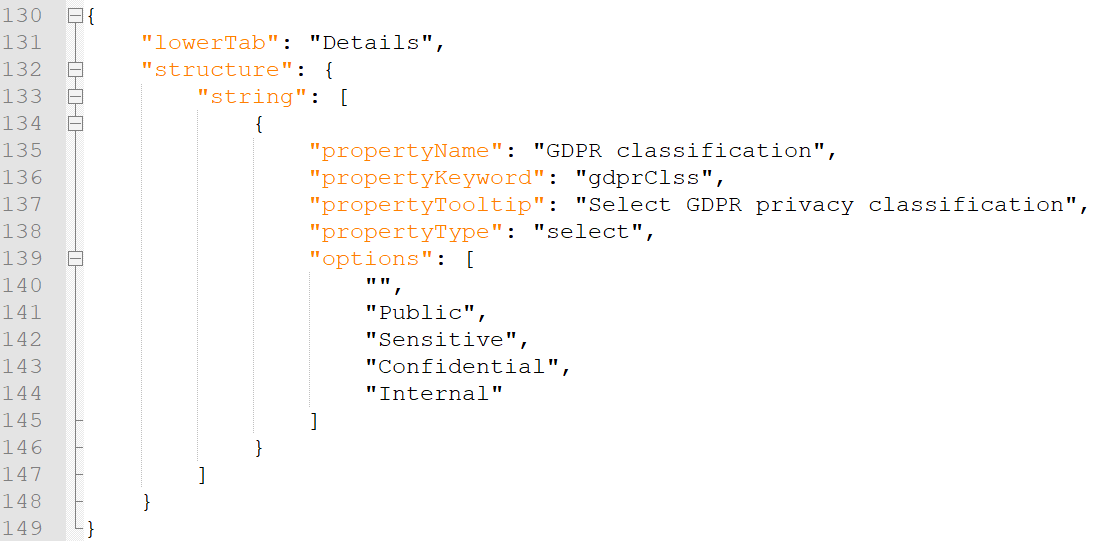 130 {
131     "lowerTab": "Details",
132     "structure": {
133         "string": [
134             {
135                 "propertyName": "GDPR classification",
136                 "propertyKeyword": "gdprClss",
137                 "propertyTooltip": "Select GDPR privacy classification",
138                 "propertyType": "select",
139                 "options": [
140                     "",
141                     "Public",
142                     "Sensitive",
143                     "Confidential",
144                     "Internal"
145                 ]
146             }
147         ]
148     }
149 }